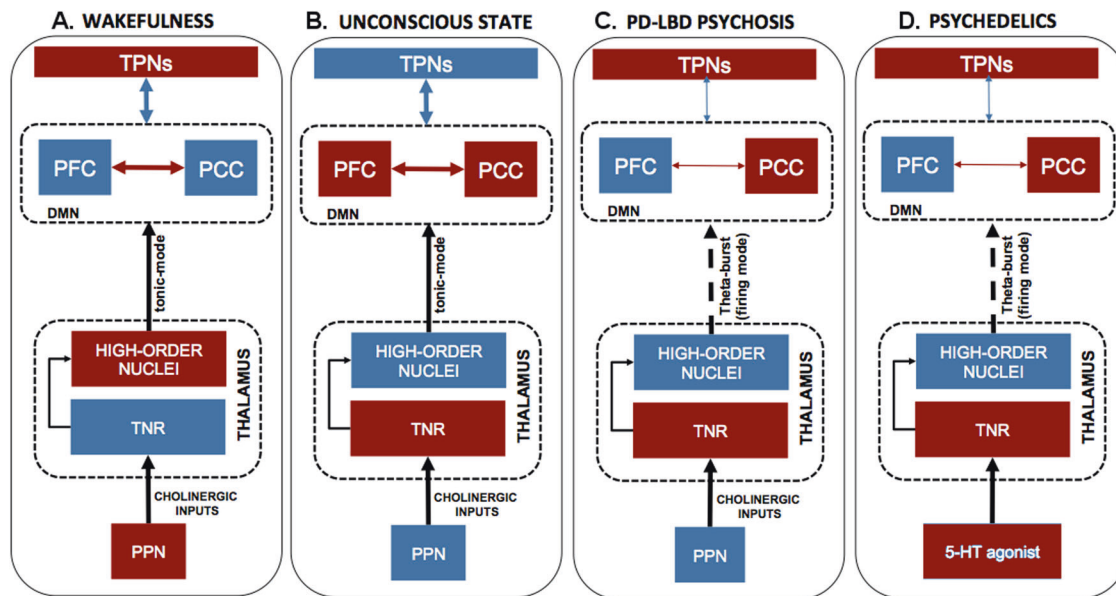 A. WAKEFULNESS
TPNs
PFC
PCC
DMN
tonic-mode
HIGH-ORDER
NUCLEI
TNR
THALAMUS
CHOLINERGIC
INPUTS
PPN
B. UNCONSCIOUS STATE
TPNs
PFC
PCC
DMN
tonic-mode
HIGH-ORDER
NUCLEI
TNR
THALAMUS
CHOLINERGIC
INPUTS
PPN
C. PD-LBD PSYCHOSIS
TPNs
PFC
PCC
DMN
Theta-burst
(firing mode)
HIGH-ORDER
NUCLEI
TNR
THALAMUS
CHOLINERGIC
INPUTS
PPN
D. PSYCHEDELICS
TPNs
PFC
PCC
DMN
Theta-burst
(firing mode)
HIGH-ORDER
NUCLEI
TNR
THALAMUS
5-HT agonist